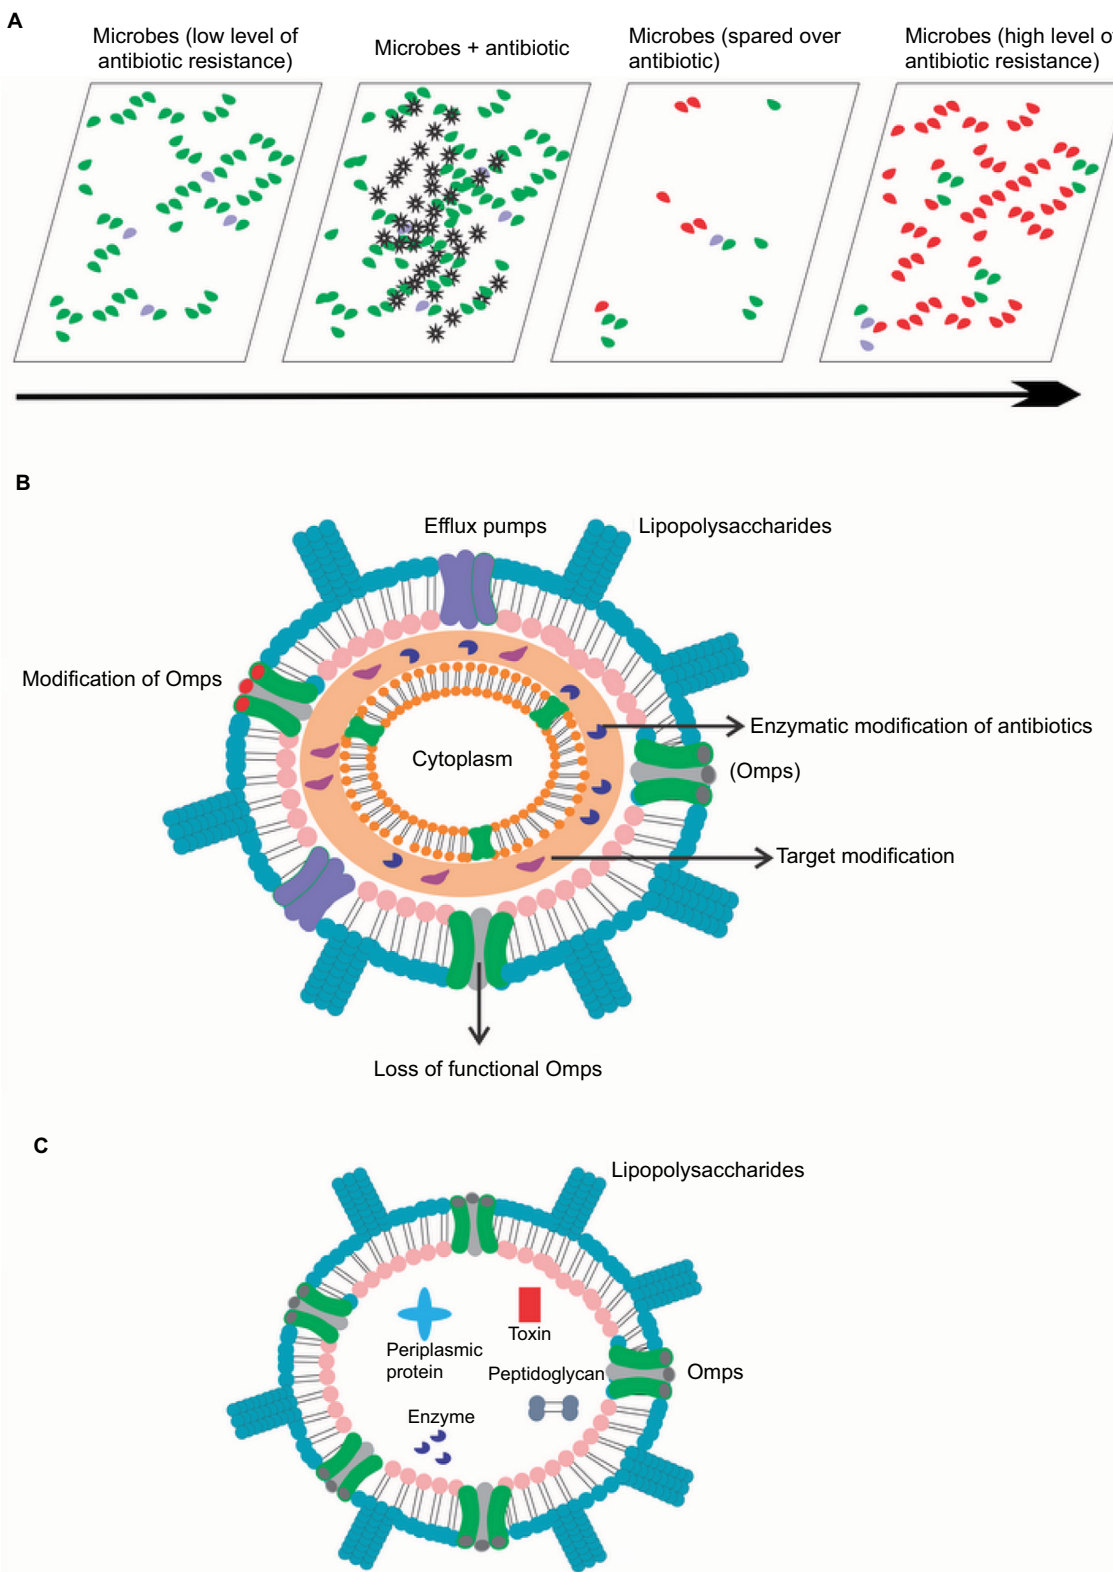 A
Microbes (low level of
antibiotic resistance)
Microbes + antibiotic
Microbes (spared over
antibiotic)
Microbes (high level of
antibiotic resistance)
B
Efflux pumps
Lipopolysaccharides
Modification of Omps
Enzymatic modification of antibiotics
Cytoplasm
(Omps)
Target modification
Loss of functional Omps
C
Lipopolysaccharides
Periplasmic
protein
Toxin
Peptidoglycan
Omps
Enzyme